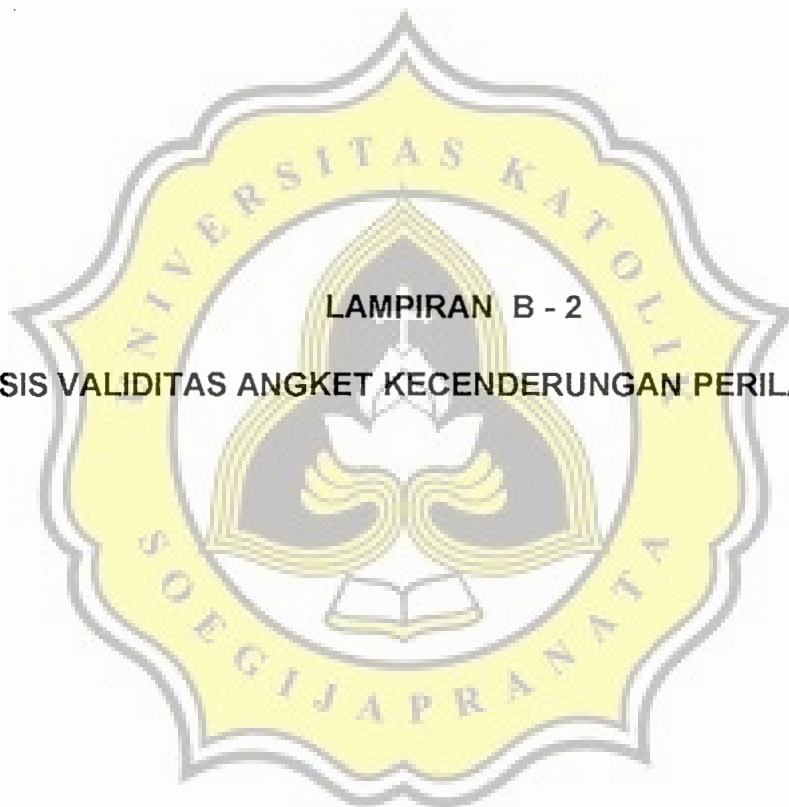 UNIVERSITAS KATOLIK
LAMPIRAN B - 2
SIS VALIDITAS ANGKET KECENDERUNGAN PERIL
SOEGIJAPRANATA